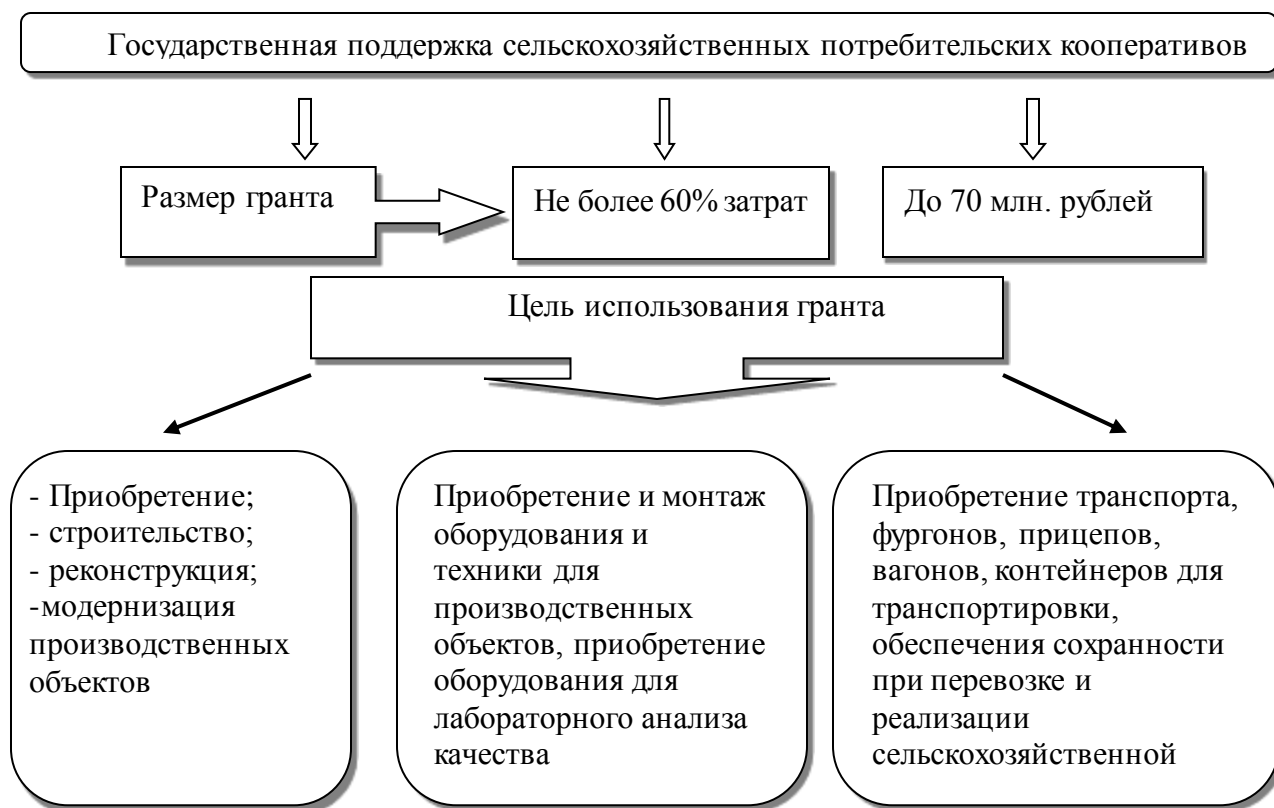 Государственная поддержка сельскохозяйственных потребительских кооперативов
Размер гранта
Не более 60% затрат
До 70 млн. рублей
Цель использования гранта
- Приобретение;
- строительство;
- реконструкция;
-модернизация
производственных
объектов
Приобретение и монтаж
оборудования и
техники для
производственных
объектов, приобретение
оборудования для
лабораторного анализа
качества
Приобретение транспорта,
фургонов, прицепов,
вагонов, контейнеров для
транспортировки,
обеспечения сохранности
при перевозке и
реализации
сельскохозяйственной